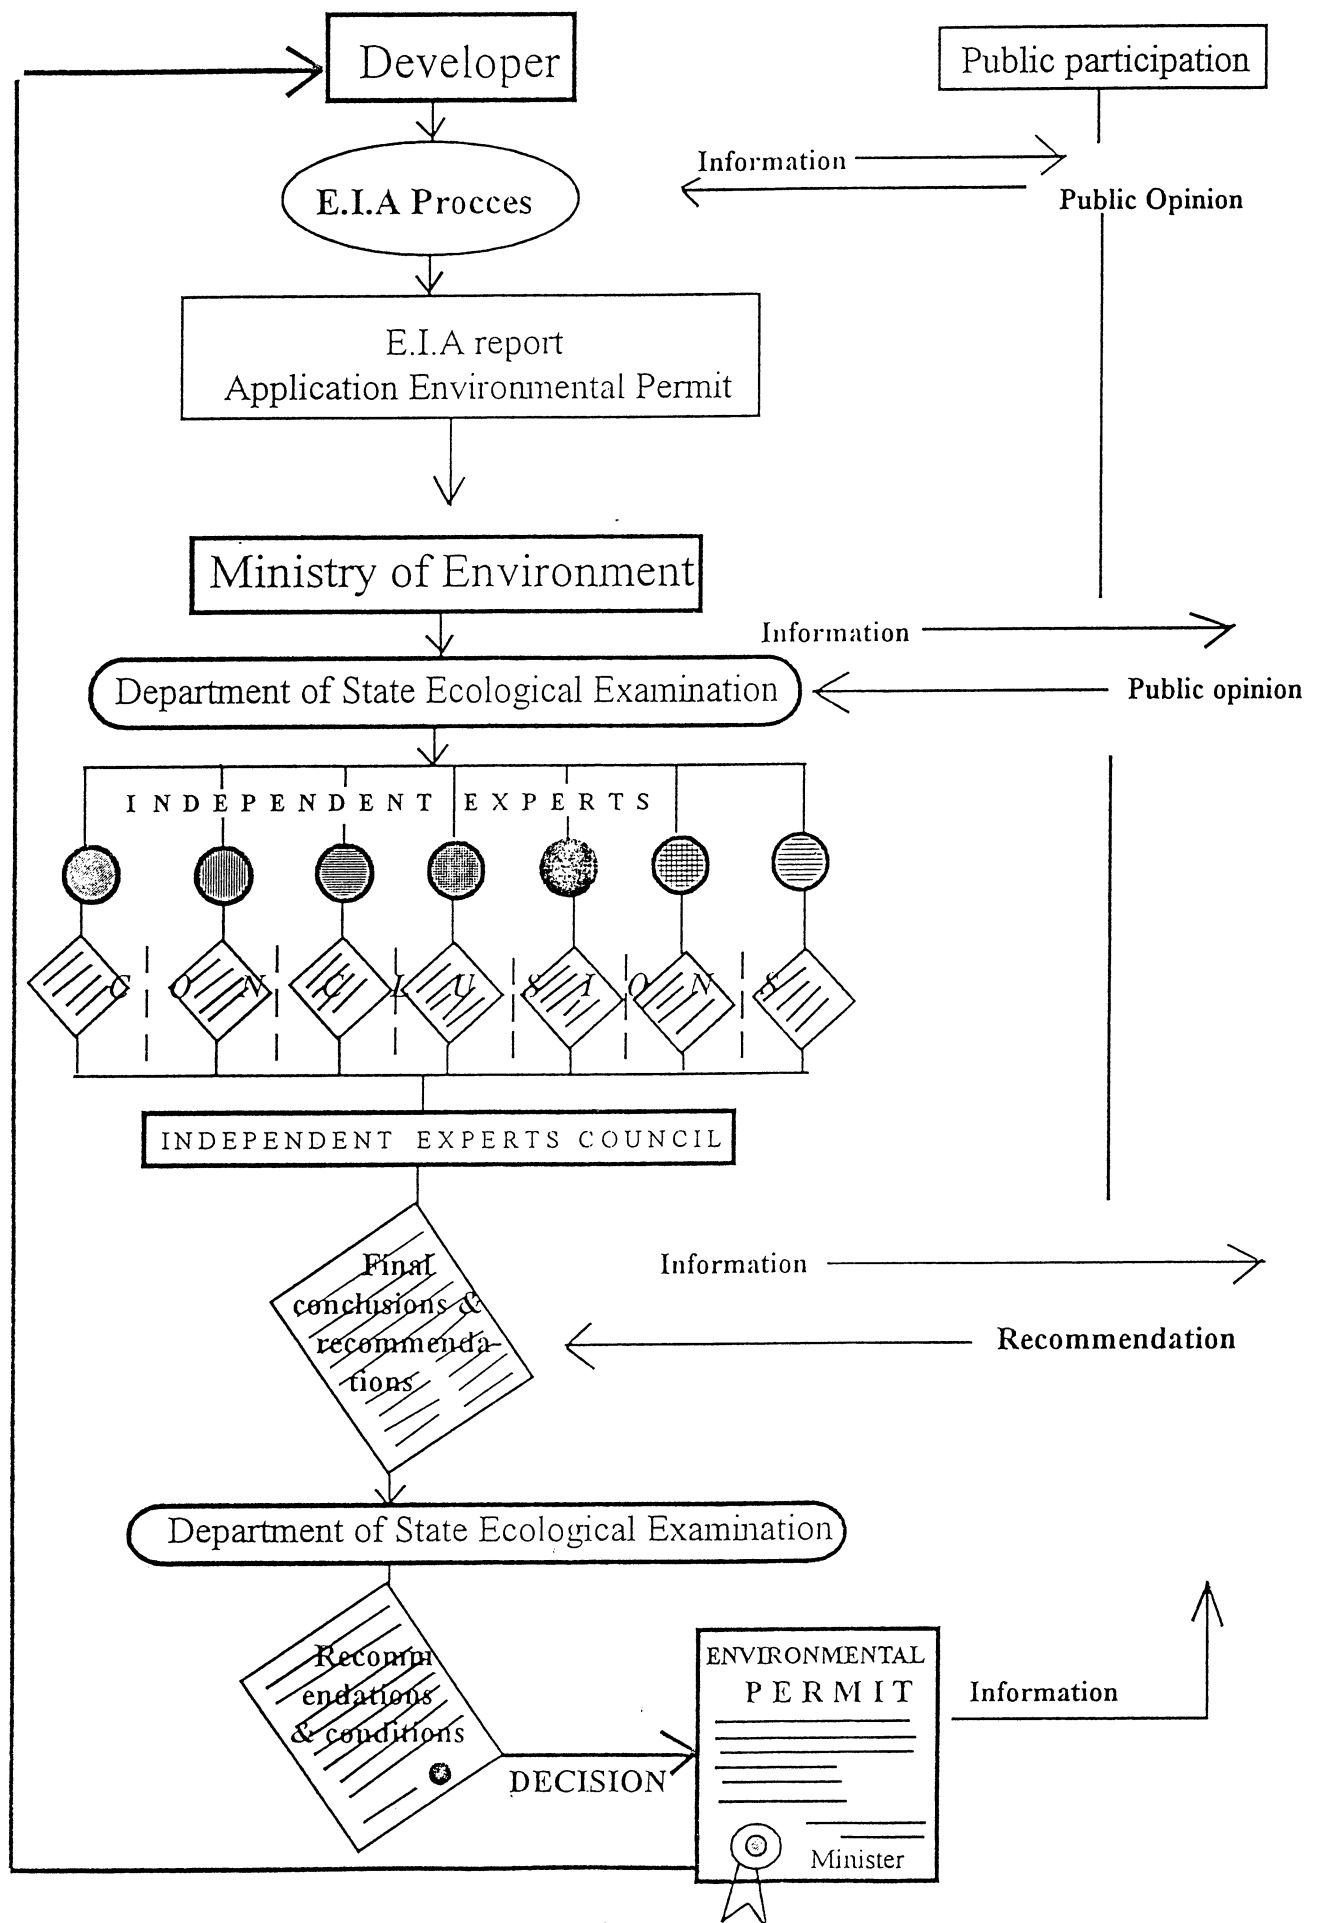 Developer
Public participation
Information
E.I.A Procces
Public Opinion
E.I.A report
Application Environmental Permit
Ministry of Environment
Information
Department of State Ecological Examination
Public opinion
INDEPENDENT EXPERTS
CONCLUSIONS
INDEPENDENT EXPERTS COUNCIL
Final
conclusions &
recommenda-
tions
Information
Recommendation
Department of State Ecological Examination
Recomm
endations
& conditions
DECISION
ENVIRONMENTAL
PERMIT
Minister
Information